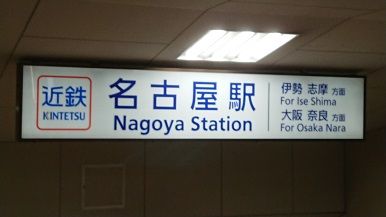 近鉄
KINTETSU
名古屋駅
Nagoya Station
伊勢 志摩 方面
For Ise Shima
大阪 奈良 方面
For Osaka Nara